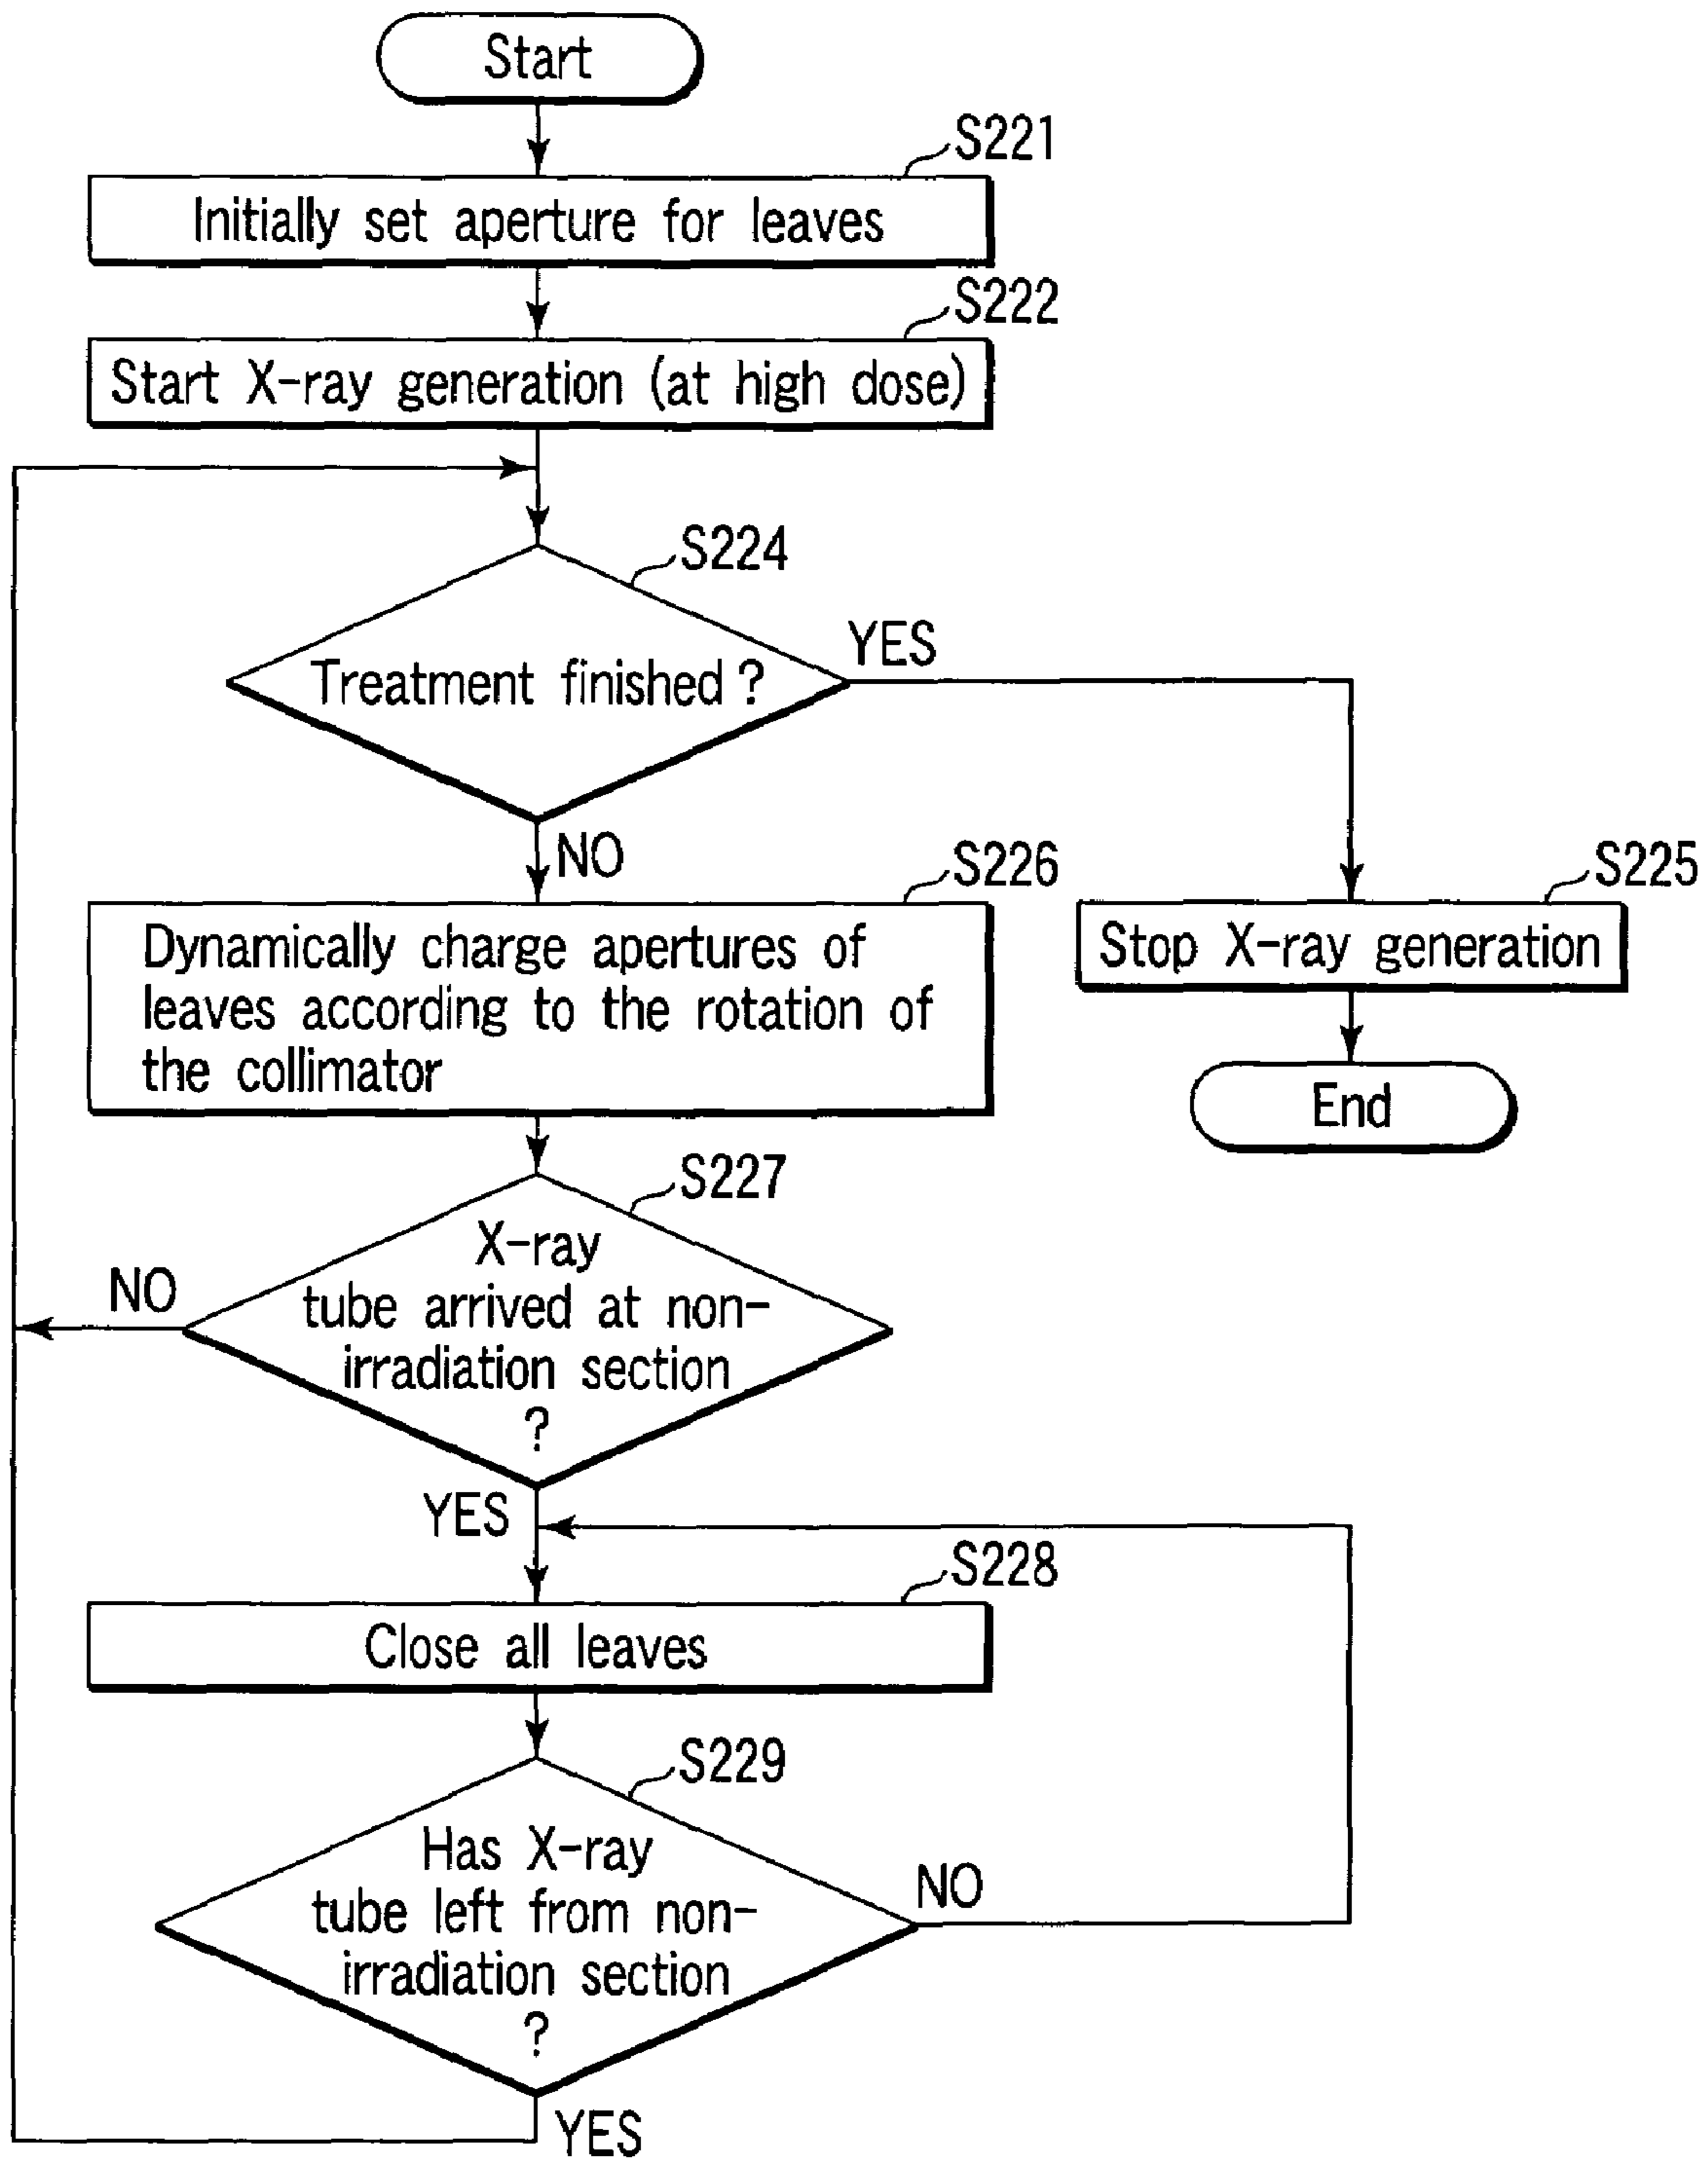 Start
S221
Initially set aperture for leaves
S222
Start X-ray generation (at high dose)
S224
Treatment finished ?
YES
NO
S226
Dynamically charge apertures of
leaves according to the rotation of
the collimator
S225
Stop X-ray generation
End
S227
X-ray
tube arrived at non-
irradiation section
?
NO
YES
S228
Close all leaves
S229
Has X-ray
tube left from non-
irradiation section
?
NO
YES